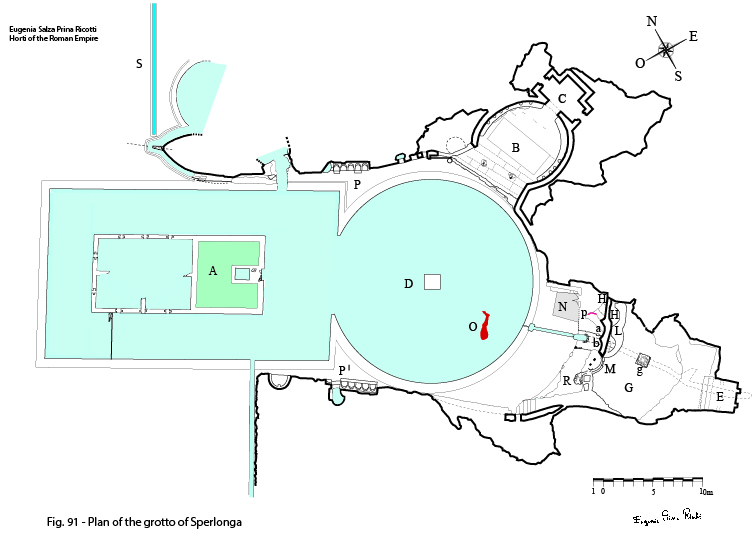 Eugenia Salza Prina Ricotti
Horti of the Roman Empire
N
E
O
S
S
C
B
P
A
D
O
N
H
H
p
a
L
b
M
g
R
G
E
P'
1 0 5 10m
Fig. 91 - Plan of the grotto of Sperlonga
Eugenia Prina Ricotti